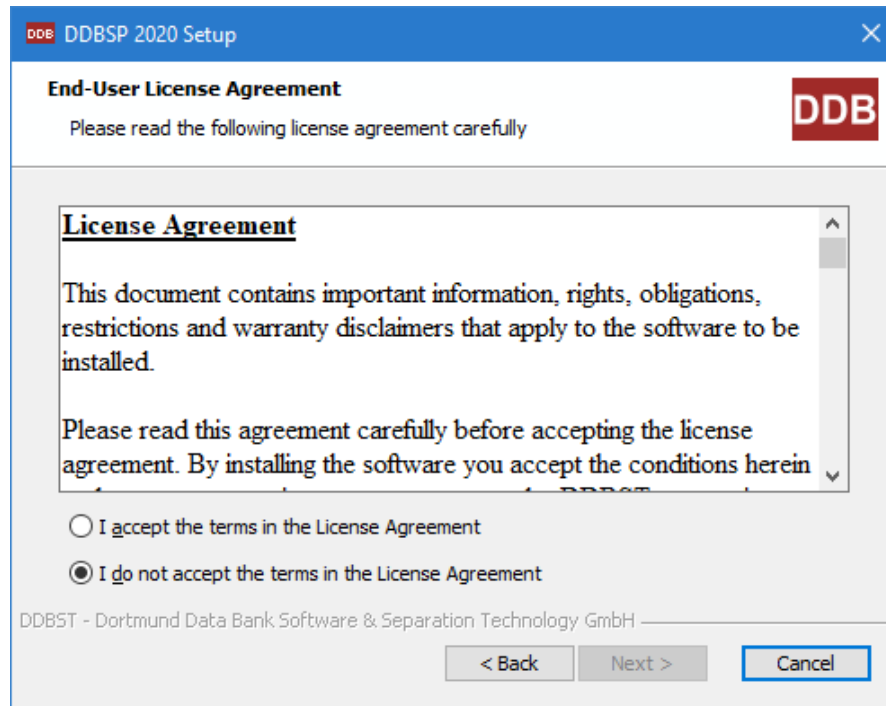 DDB DDBSP 2020 Setup
End-User License Agreement
Please read the following license agreement carefully
DDB
License Agreement
This document contains important information, rights, obligations,
restrictions and warranty disclaimers that apply to the software to be
installed.
Please read this agreement carefully before accepting the license
agreement. By installing the software you accept the conditions herein
I accept the terms in the License Agreement
I do not accept the terms in the License Agreement
DDBST - Dortmund Data Bank Software & Separation Technology GmbH
< Back Next > Cancel